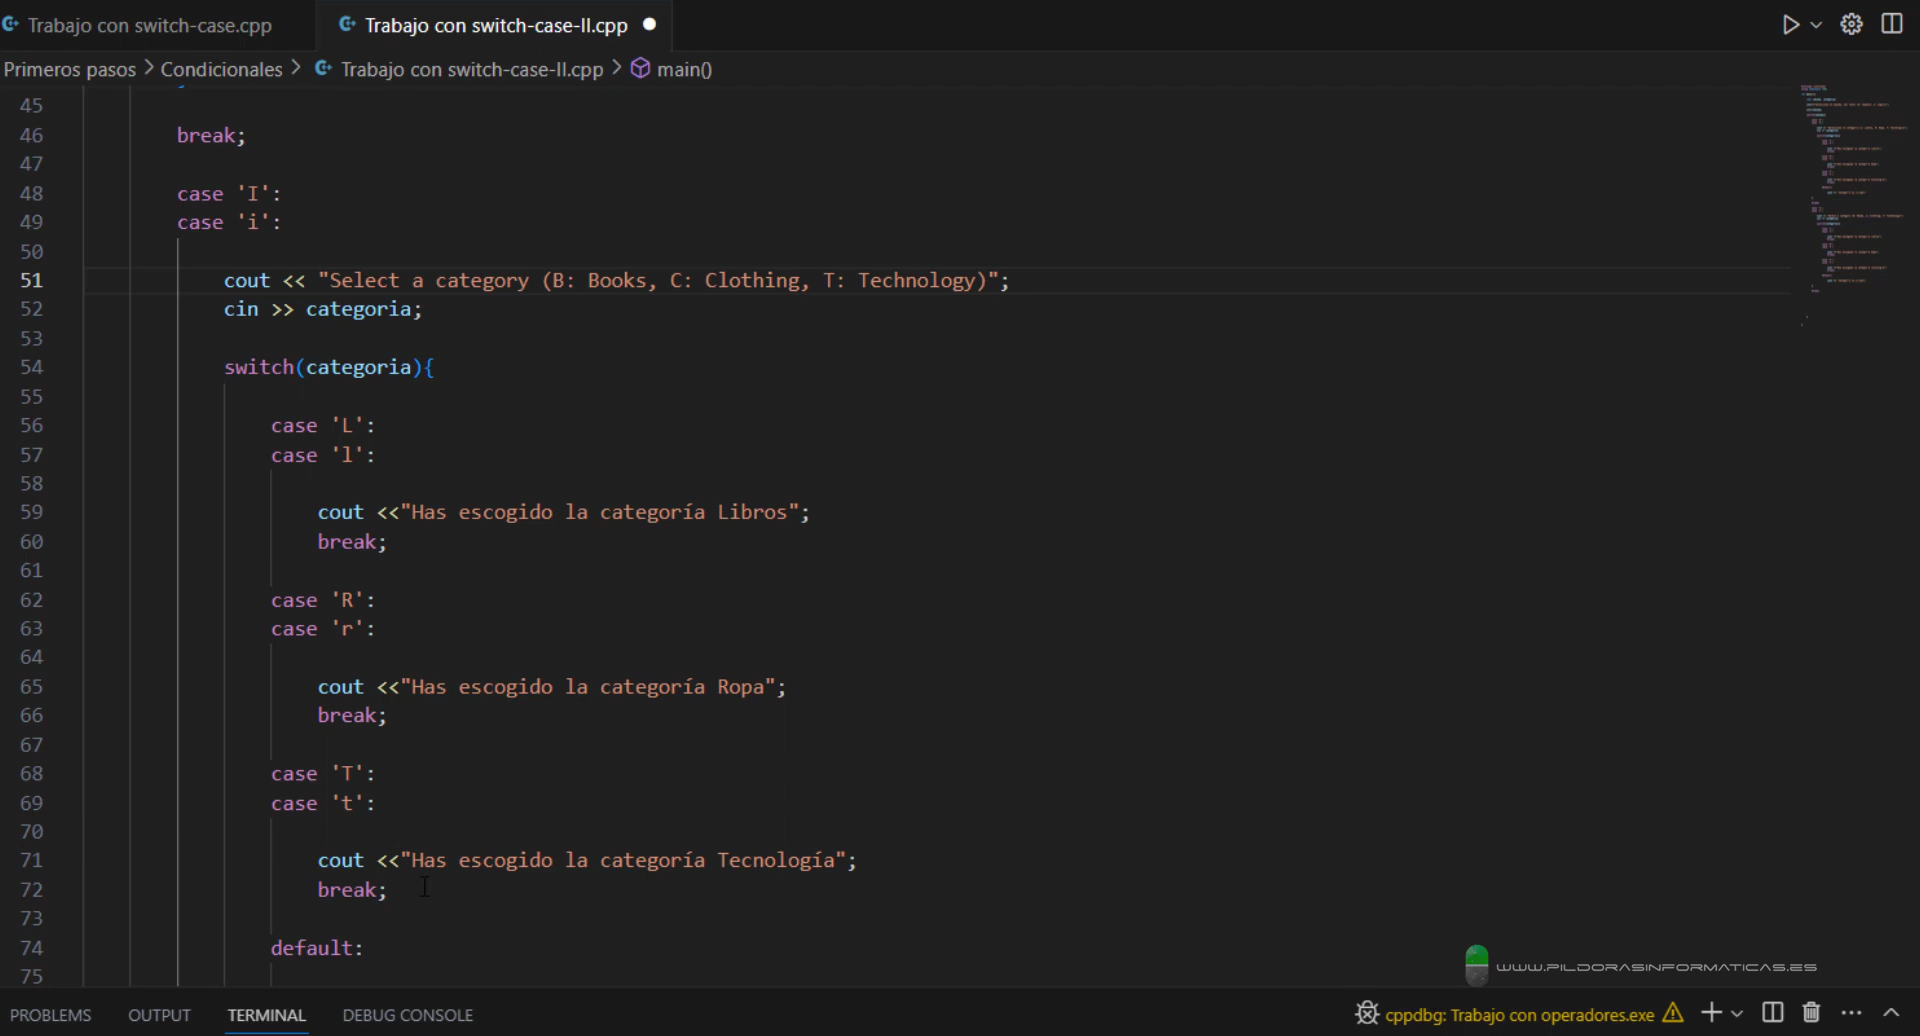 Trabajo con switch-case.cpp
Trabajo con switch-case-II.cpp
Primeros pasos > Condicionales > Trabajo con switch-case-II.cpp > main()
45
46 break;
47
48 case 'I':
49 case 'i':
50
51 cout << "Select a category (B: Books, C: Clothing, T: Technology)";
52 cin >> categoria;
53
54 switch(categoria){
55
56 case 'L':
57 case 'l':
58
59 cout <<"Has escogido la categoría Libros";
60 break;
61
62 case 'R':
63 case 'r':
64
65 cout <<"Has escogido la categoría Ropa";
66 break;
67
68 case 'T':
69 case 't':
70
71 cout <<"Has escogido la categoría Tecnología";
72 break;
73
74 default:
75
WWW.PILDORASINFORMATICAS.ES
PROBLEMS OUTPUT TERMINAL DEBUG CONSOLE
cppdbg: Trabajo con operadores.exe